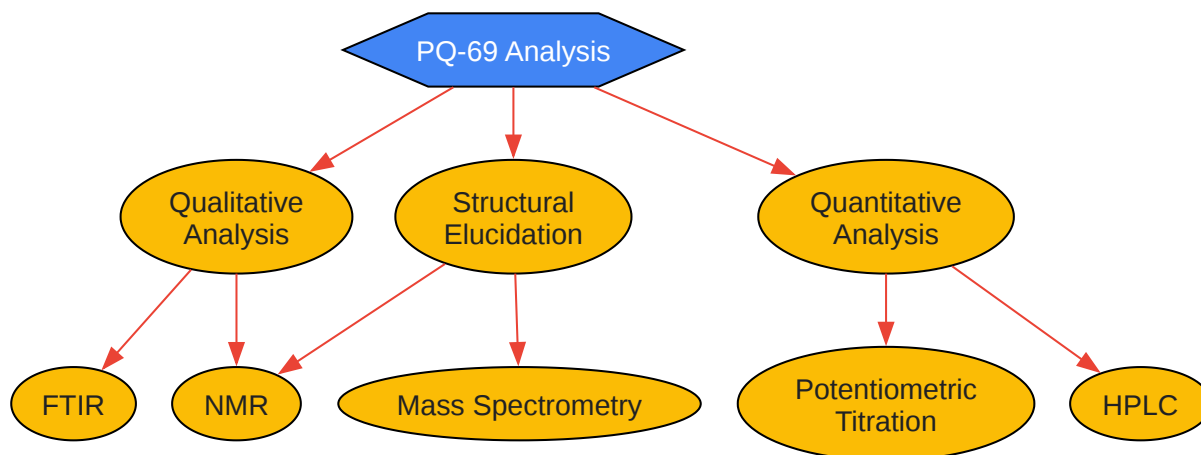 PQ-69 Analysis
Qualitative
Analysis
Structural
Elucidation
Quantitative
Analysis
FTIR
NMR
Mass Spectrometry
Potentiometric
Titration
HPLC